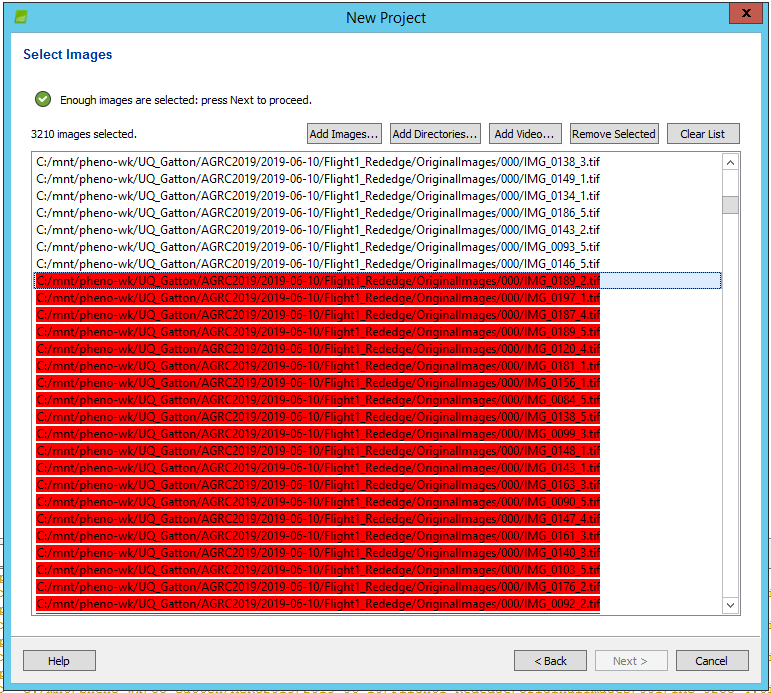 New Project
x
Select Images
Enough images are selected: press Next to proceed.
3210 images selected.
Add Images...
Add Directories...
Add Video...
Remove Selected
Clear List
C:/mnt/pheno-wk/UQ_Gatton/AGRC2019/2019-06-10/Flight1_Rededge/OriginalImages/000/IMG_0138_3.tif
C:/mnt/pheno-wk/UQ_Gatton/AGRC2019/2019-06-10/Flight1_Rededge/OriginalImages/000/IMG_0149_1.tif
C:/mnt/pheno-wk/UQ_Gatton/AGRC2019/2019-06-10/Flight1_Rededge/OriginalImages/000/IMG_0134_1.tif
C:/mnt/pheno-wk/UQ_Gatton/AGRC2019/2019-06-10/Flight1_Rededge/OriginalImages/000/IMG_0186_5.tif
C:/mnt/pheno-wk/UQ_Gatton/AGRC2019/2019-06-10/Flight1_Rededge/OriginalImages/000/IMG_0143_2.tif
C:/mnt/pheno-wk/UQ_Gatton/AGRC2019/2019-06-10/Flight1_Rededge/OriginalImages/000/IMG_0093_5.tif
C:/mnt/pheno-wk/UQ_Gatton/AGRC2019/2019-06-10/Flight1_Rededge/OriginalImages/000/IMG_0146_5.tif
C:/mnt/pheno-wk/UQ_Gatton/AGRC2019/2019-06-10/Flight1_Rededge/OriginalImages/000/IMG_0189_2.tif
C:/mnt/pheno-wk/UQ_Gatton/AGRC2019/2019-06-10/Flight1_Rededge/OriginalImages/000/IMG_0197_1.tif
C:/mnt/pheno-wk/UQ_Gatton/AGRC2019/2019-06-10/Flight1_Rededge/OriginalImages/000/IMG_0187_4.tif
C:/mnt/pheno-wk/UQ_Gatton/AGRC2019/2019-06-10/Flight1_Rededge/OriginalImages/000/IMG_0189_5.tif
C:/mnt/pheno-wk/UQ_Gatton/AGRC2019/2019-06-10/Flight1_Rededge/OriginalImages/000/IMG_0120_4.tif
C:/mnt/pheno-wk/UQ_Gatton/AGRC2019/2019-06-10/Flight1_Rededge/OriginalImages/000/IMG_0181_1.tif
C:/mnt/pheno-wk/UQ_Gatton/AGRC2019/2019-06-10/Flight1_Rededge/OriginalImages/000/IMG_0156_1.tif
C:/mnt/pheno-wk/UQ_Gatton/AGRC2019/2019-06-10/Flight1_Rededge/OriginalImages/000/IMG_0084_5.tif
C:/mnt/pheno-wk/UQ_Gatton/AGRC2019/2019-06-10/Flight1_Rededge/OriginalImages/000/IMG_0138_5.tif
C:/mnt/pheno-wk/UQ_Gatton/AGRC2019/2019-06-10/Flight1_Rededge/OriginalImages/000/IMG_0099_3.tif
C:/mnt/pheno-wk/UQ_Gatton/AGRC2019/2019-06-10/Flight1_Rededge/OriginalImages/000/IMG_0148_1.tif
C:/mnt/pheno-wk/UQ_Gatton/AGRC2019/2019-06-10/Flight1_Rededge/OriginalImages/000/IMG_0143_1.tif
C:/mnt/pheno-wk/UQ_Gatton/AGRC2019/2019-06-10/Flight1_Rededge/OriginalImages/000/IMG_0163_3.tif
C:/mnt/pheno-wk/UQ_Gatton/AGRC2019/2019-06-10/Flight1_Rededge/OriginalImages/000/IMG_0090_5.tif
C:/mnt/pheno-wk/UQ_Gatton/AGRC2019/2019-06-10/Flight1_Rededge/OriginalImages/000/IMG_0147_4.tif
C:/mnt/pheno-wk/UQ_Gatton/AGRC2019/2019-06-10/Flight1_Rededge/OriginalImages/000/IMG_0161_3.tif
C:/mnt/pheno-wk/UQ_Gatton/AGRC2019/2019-06-10/Flight1_Rededge/OriginalImages/000/IMG_0140_3.tif
C:/mnt/pheno-wk/UQ_Gatton/AGRC2019/2019-06-10/Flight1_Rededge/OriginalImages/000/IMG_0103_5.tif
C:/mnt/pheno-wk/UQ_Gatton/AGRC2019/2019-06-10/Flight1_Rededge/OriginalImages/000/IMG_0176_2.tif
C:/mnt/pheno-wk/UQ_Gatton/AGRC2019/2019-06-10/Flight1_Rededge/OriginalImages/000/IMG_0092_2.tif
Help
< Back
Next >
Cancel